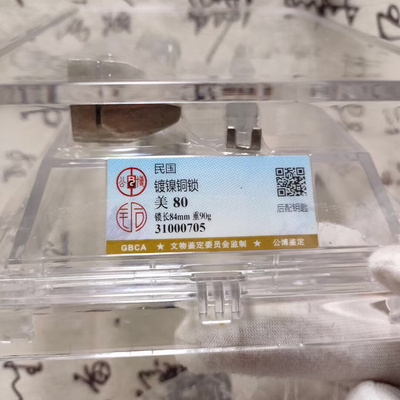 民国
镀镍铜锁
美 80
锁长84mm 重90g
31000705
后配钥匙
GBCA ★ 文物鉴定委员会监制 ★ 公博鉴定